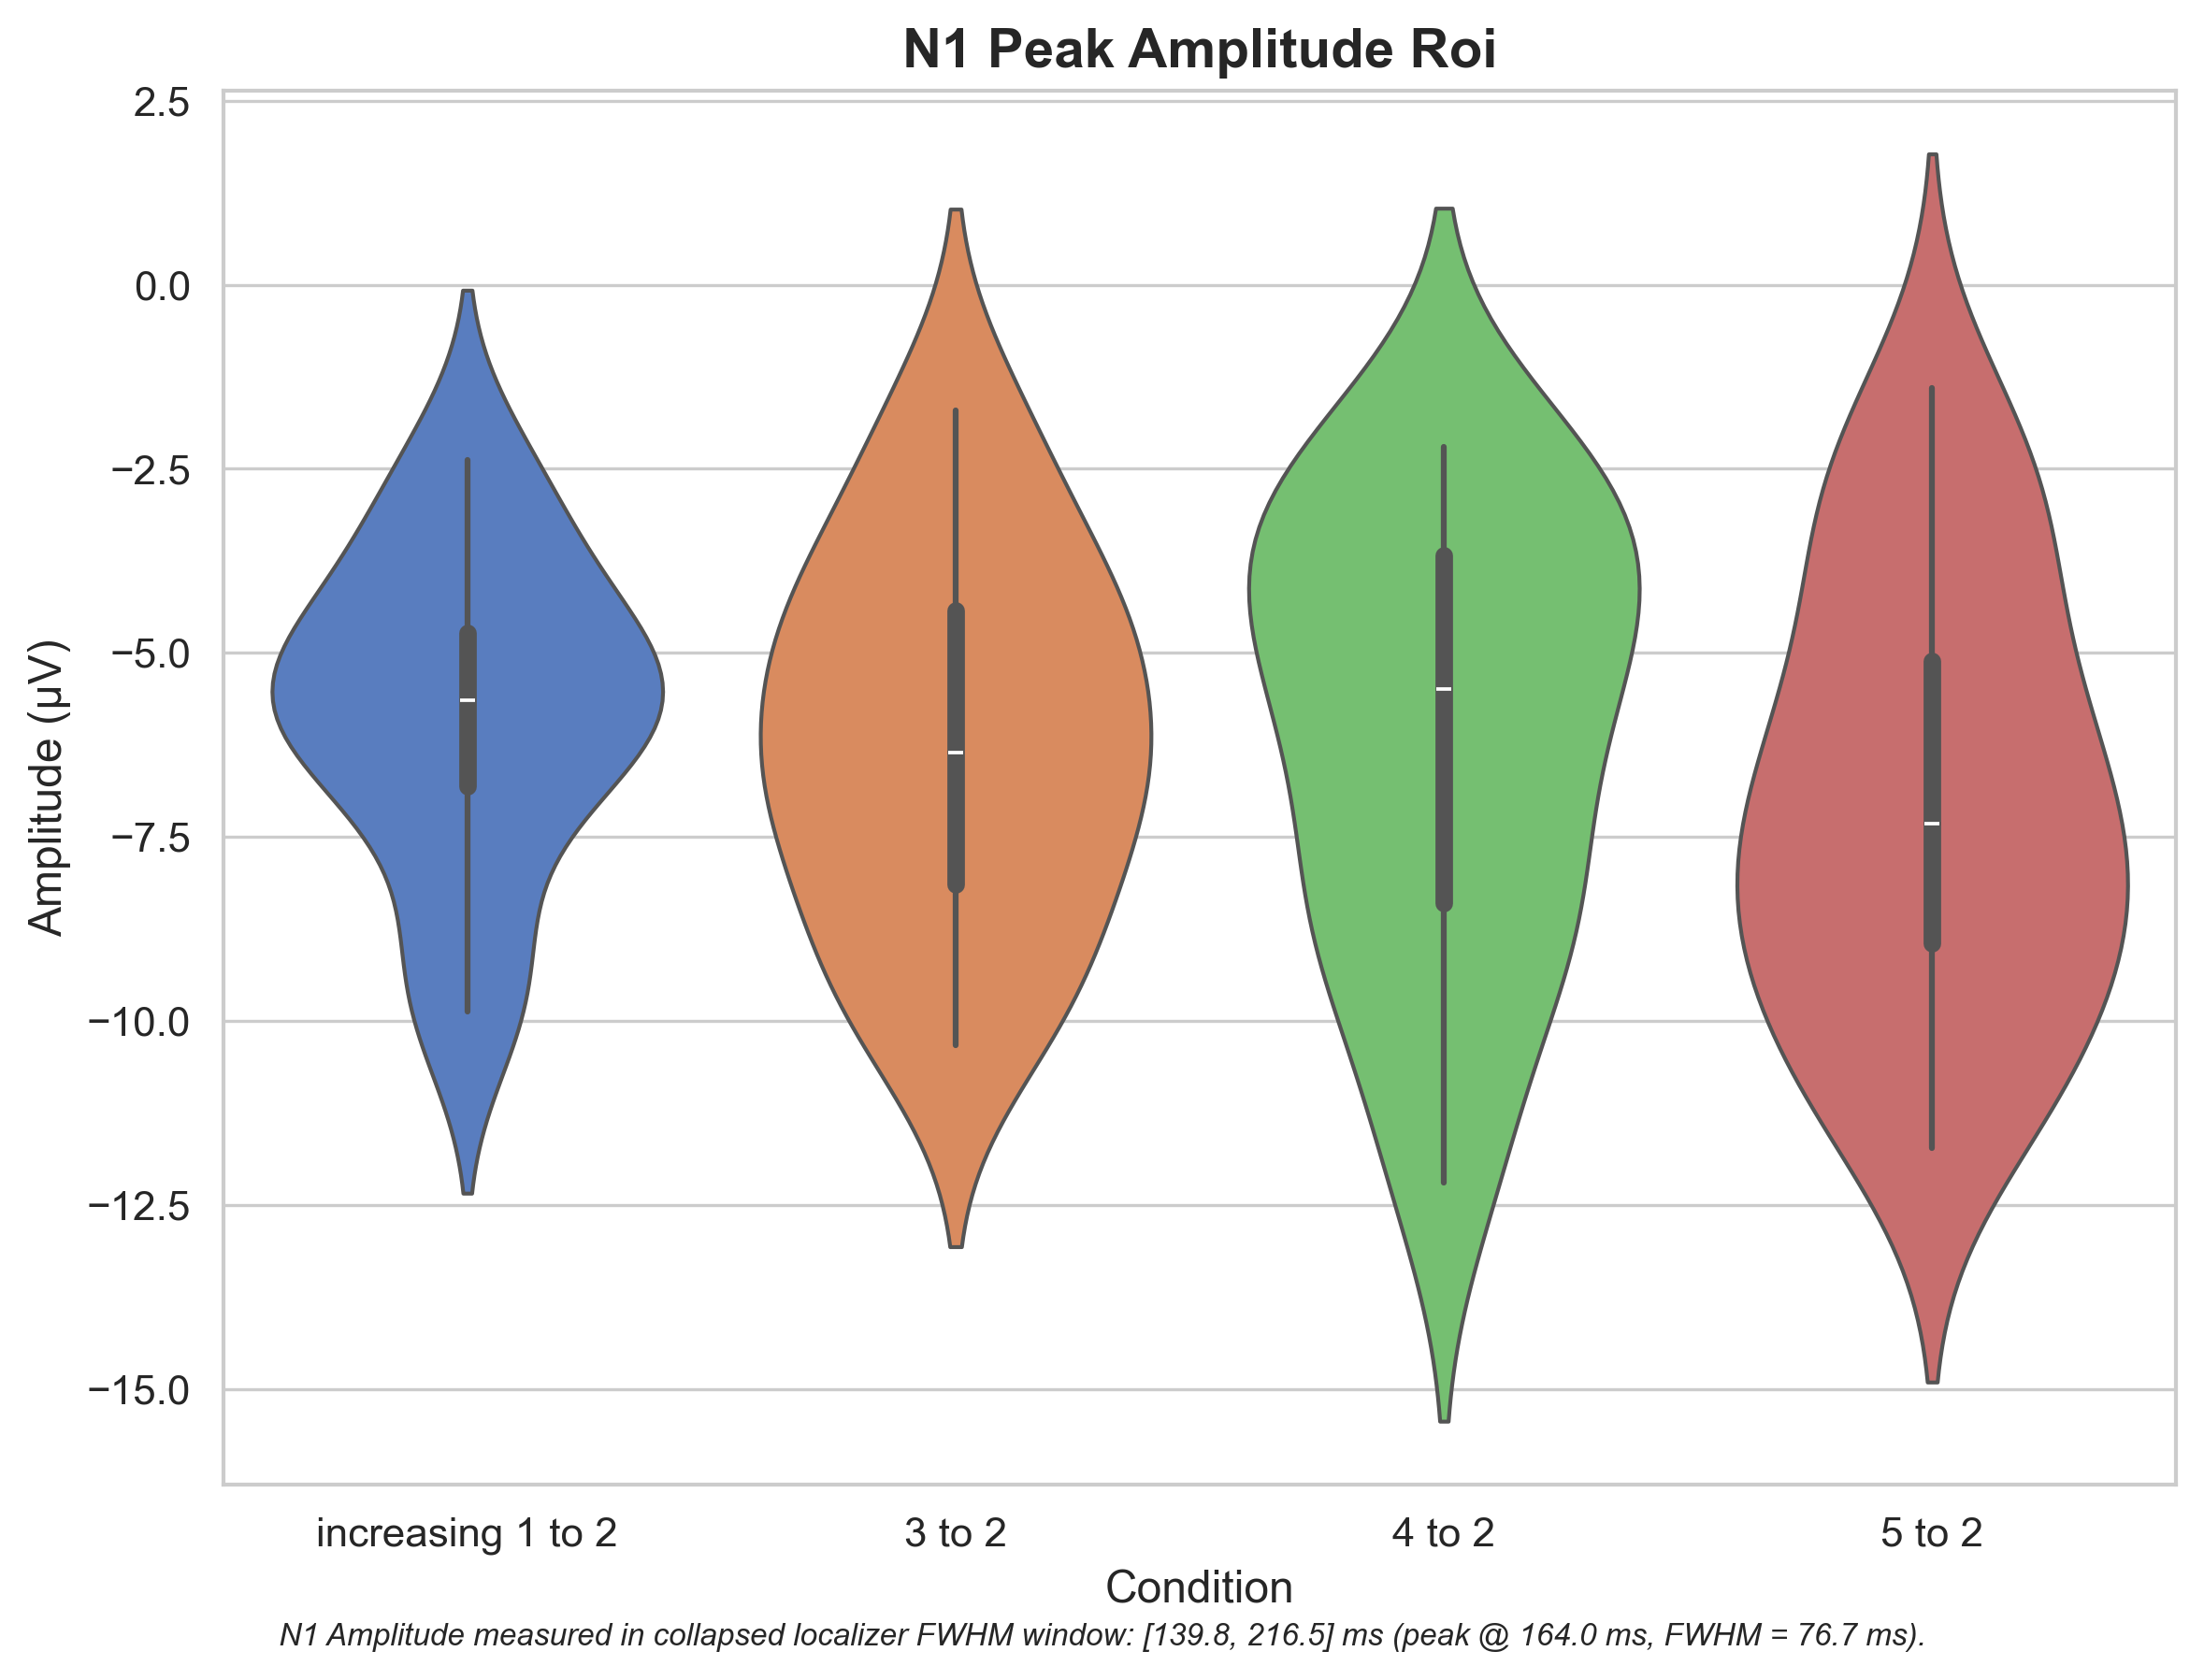 N1 Peak Amplitude Roi
2.5
0.0
−2.5
−5.0
−7.5
−10.0
−12.5
−15.0
Amplitude (µV)
increasing 1 to 2
3 to 2
4 to 2
5 to 2
Condition
N1 Amplitude measured in collapsed localizer FWHM window: [139.8, 216.5] ms (peak @ 164.0 ms, FWHM = 76.7 ms).